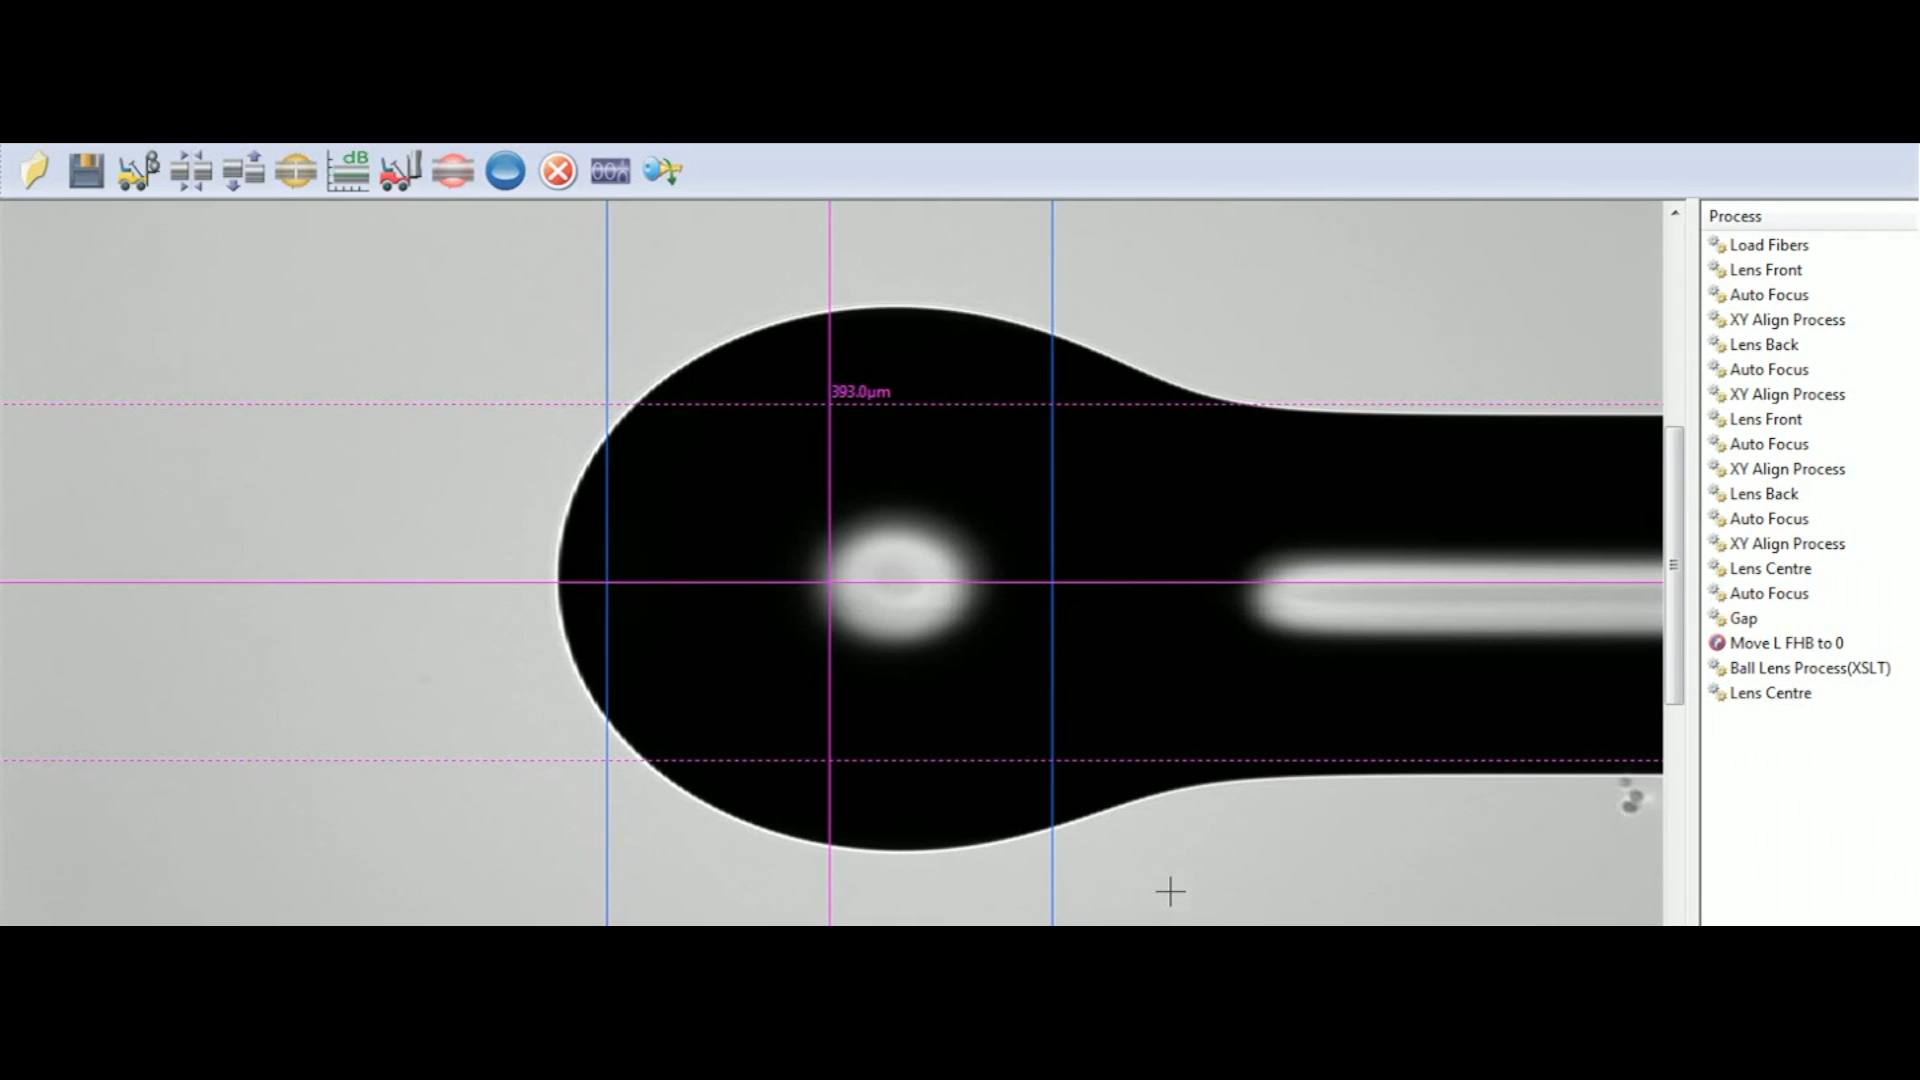 dB
393.0µm
Process
Load Fibers
Lens Front
Auto Focus
XY Align Process
Lens Back
Auto Focus
XY Align Process
Lens Front
Auto Focus
XY Align Process
Lens Back
Auto Focus
XY Align Process
Lens Centre
Auto Focus
Gap
Move L FHB to 0
Ball Lens Process(XSLT)
Lens Centre